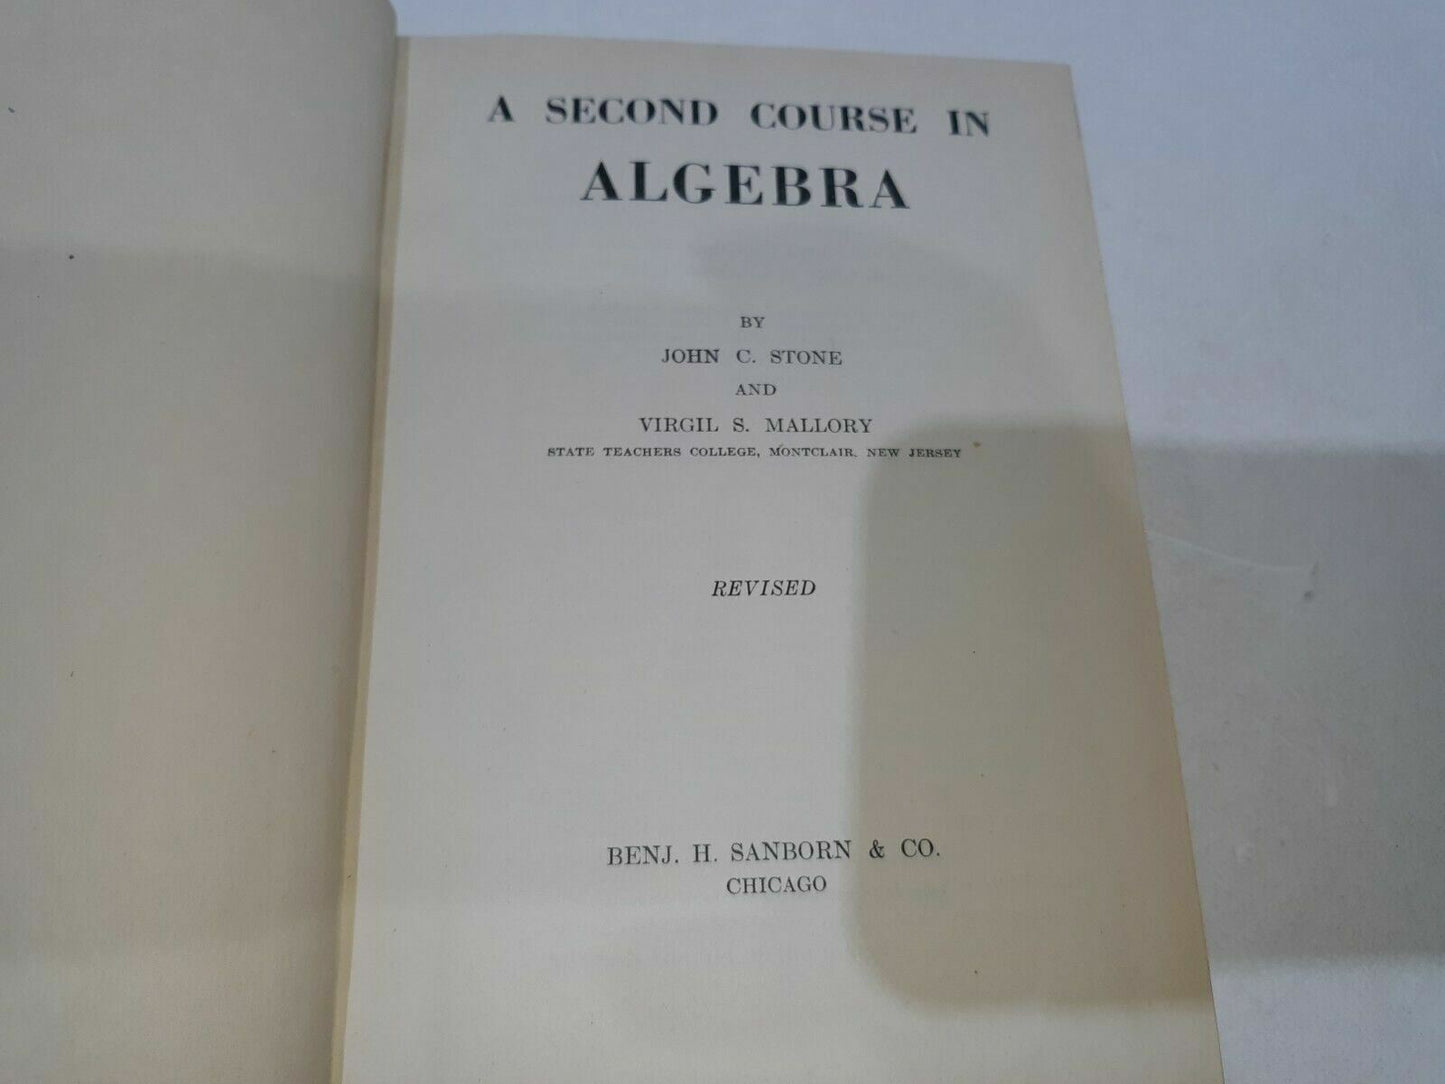 A SECOND COURSE IN
ALGEBRA
BY
JOHN C. STONE
AND
VIRGIL S. MALLORY
STATE TEACHERS COLLEGE, MONTCLAIR, NEW JERSEY
REVISED
BENJ. H. SANBORN & CO.
CHICAGO